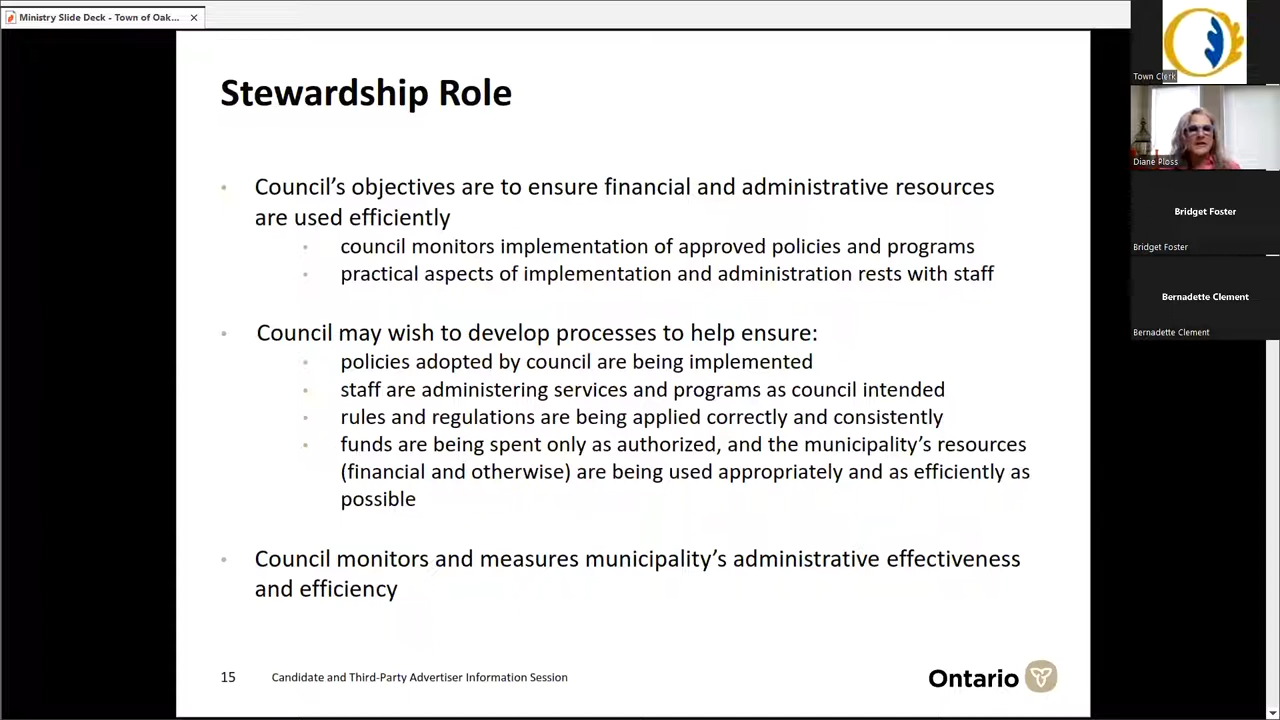 Ministry Slide Deck - Town of Oak...
Stewardship Role
• Council's objectives are to ensure financial and administrative resources
are used efficiently
• council monitors implementation of approved policies and programs
• practical aspects of implementation and administration rests with staff
• Council may wish to develop processes to help ensure:
• policies adopted by council are being implemented
• staff are administering services and programs as council intended
• rules and regulations are being applied correctly and consistently
• funds are being spent only as authorized, and the municipality's resources
(financial and otherwise) are being used appropriately and as efficiently as
possible
• Council monitors and measures municipality's administrative effectiveness
and efficiency
15 Candidate and Third-Party Advertiser Information Session
Ontario
Town Clerk
Diane Ploss
Bridget Foster
Bridget Foster
Bernadette Clement
Bernadette Clement